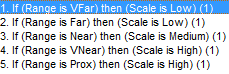 1. If (Range is VFar) then (Scale is Low) (1)
2. If (Range is Far) then (Scale is Low) (1)
3. If (Range is Near) then (Scale is Medium) (1)
4. If (Range is VNear) then (Scale is High) (1)
5. If (Range is Prox) then (Scale is High) (1)